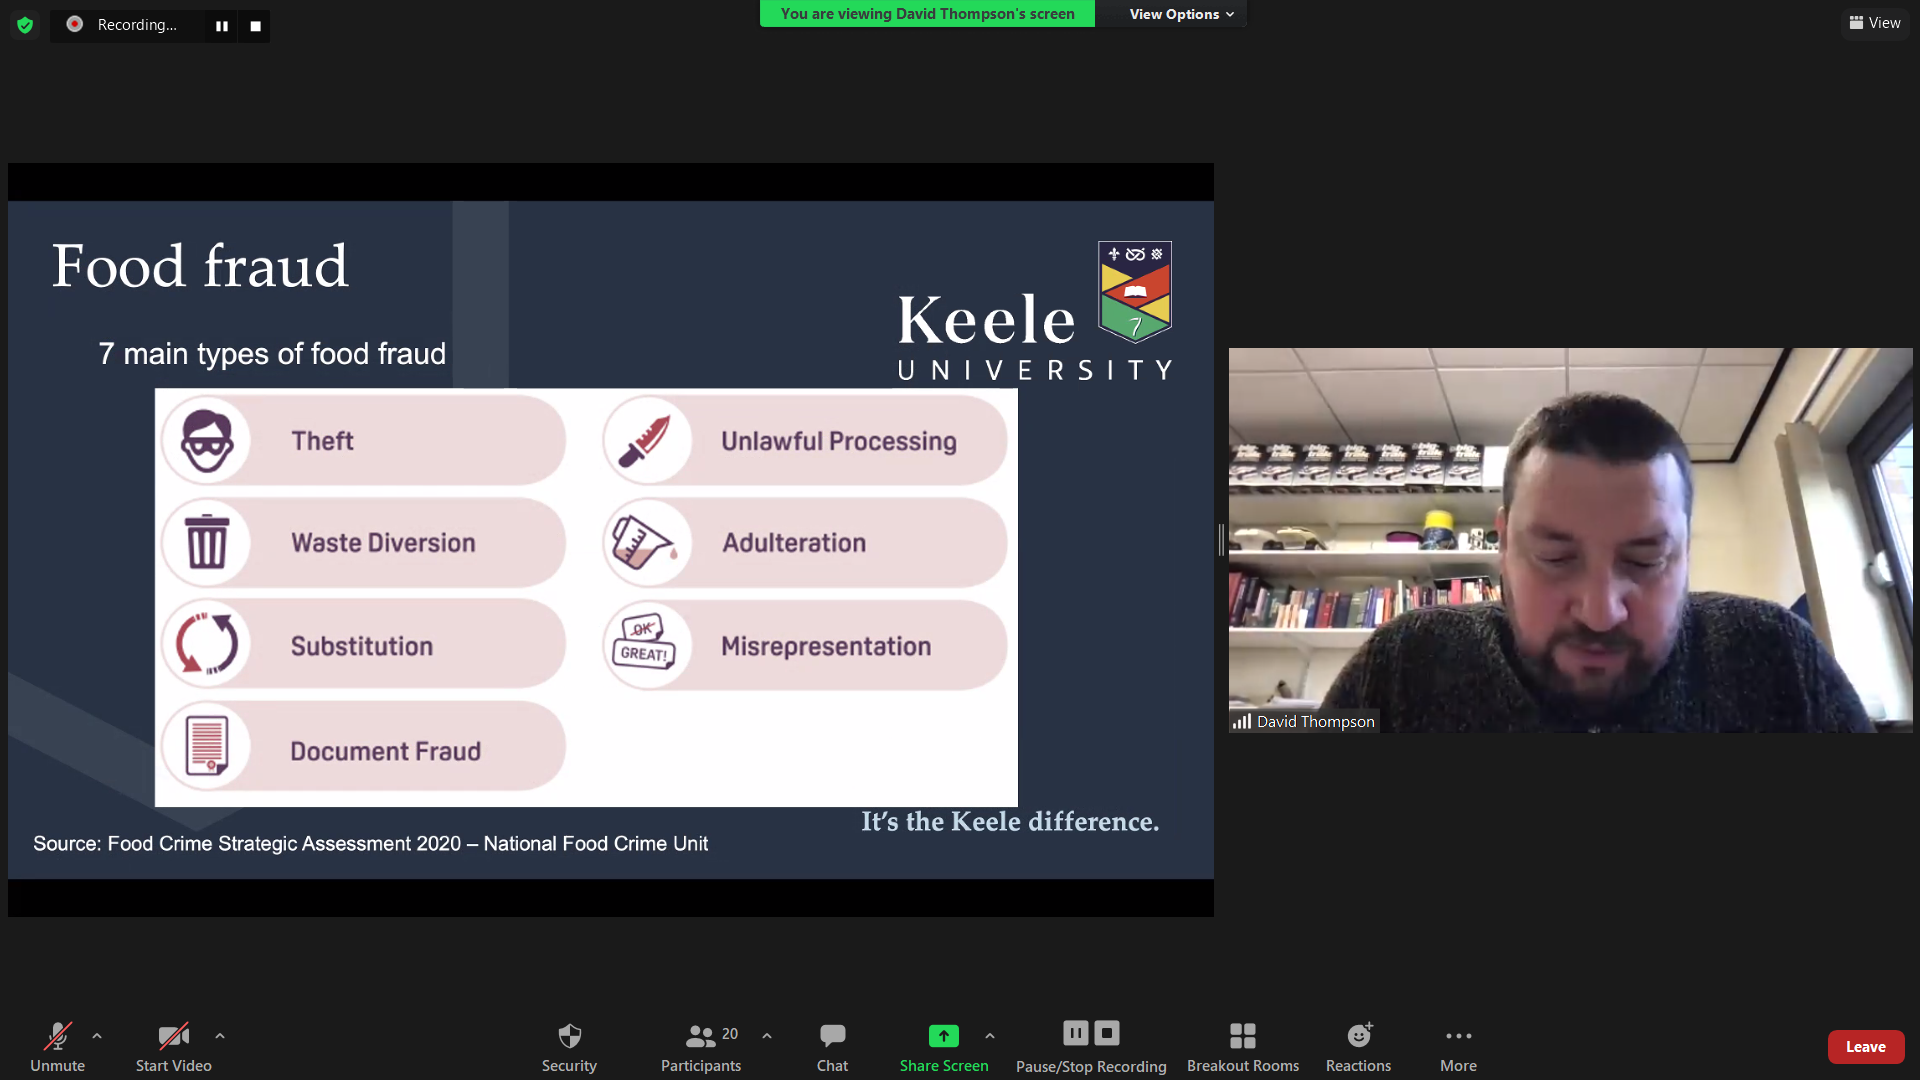 Recording...
You are viewing David Thompson's screen
View Options
View
Food fraud
7 main types of food fraud
Keele
UNIVERSITY
Theft
Unlawful Processing
Waste Diversion
Adulteration
Substitution
OK
GREAT!
Misrepresentation
Document Fraud
It's the Keele difference.
Source: Food Crime Strategic Assessment 2020 – National Food Crime Unit
David Thompson
Unmute
Start Video
Security
20
Participants
Chat
Share Screen
Pause/Stop Recording
Breakout Rooms
Reactions
More
Leave